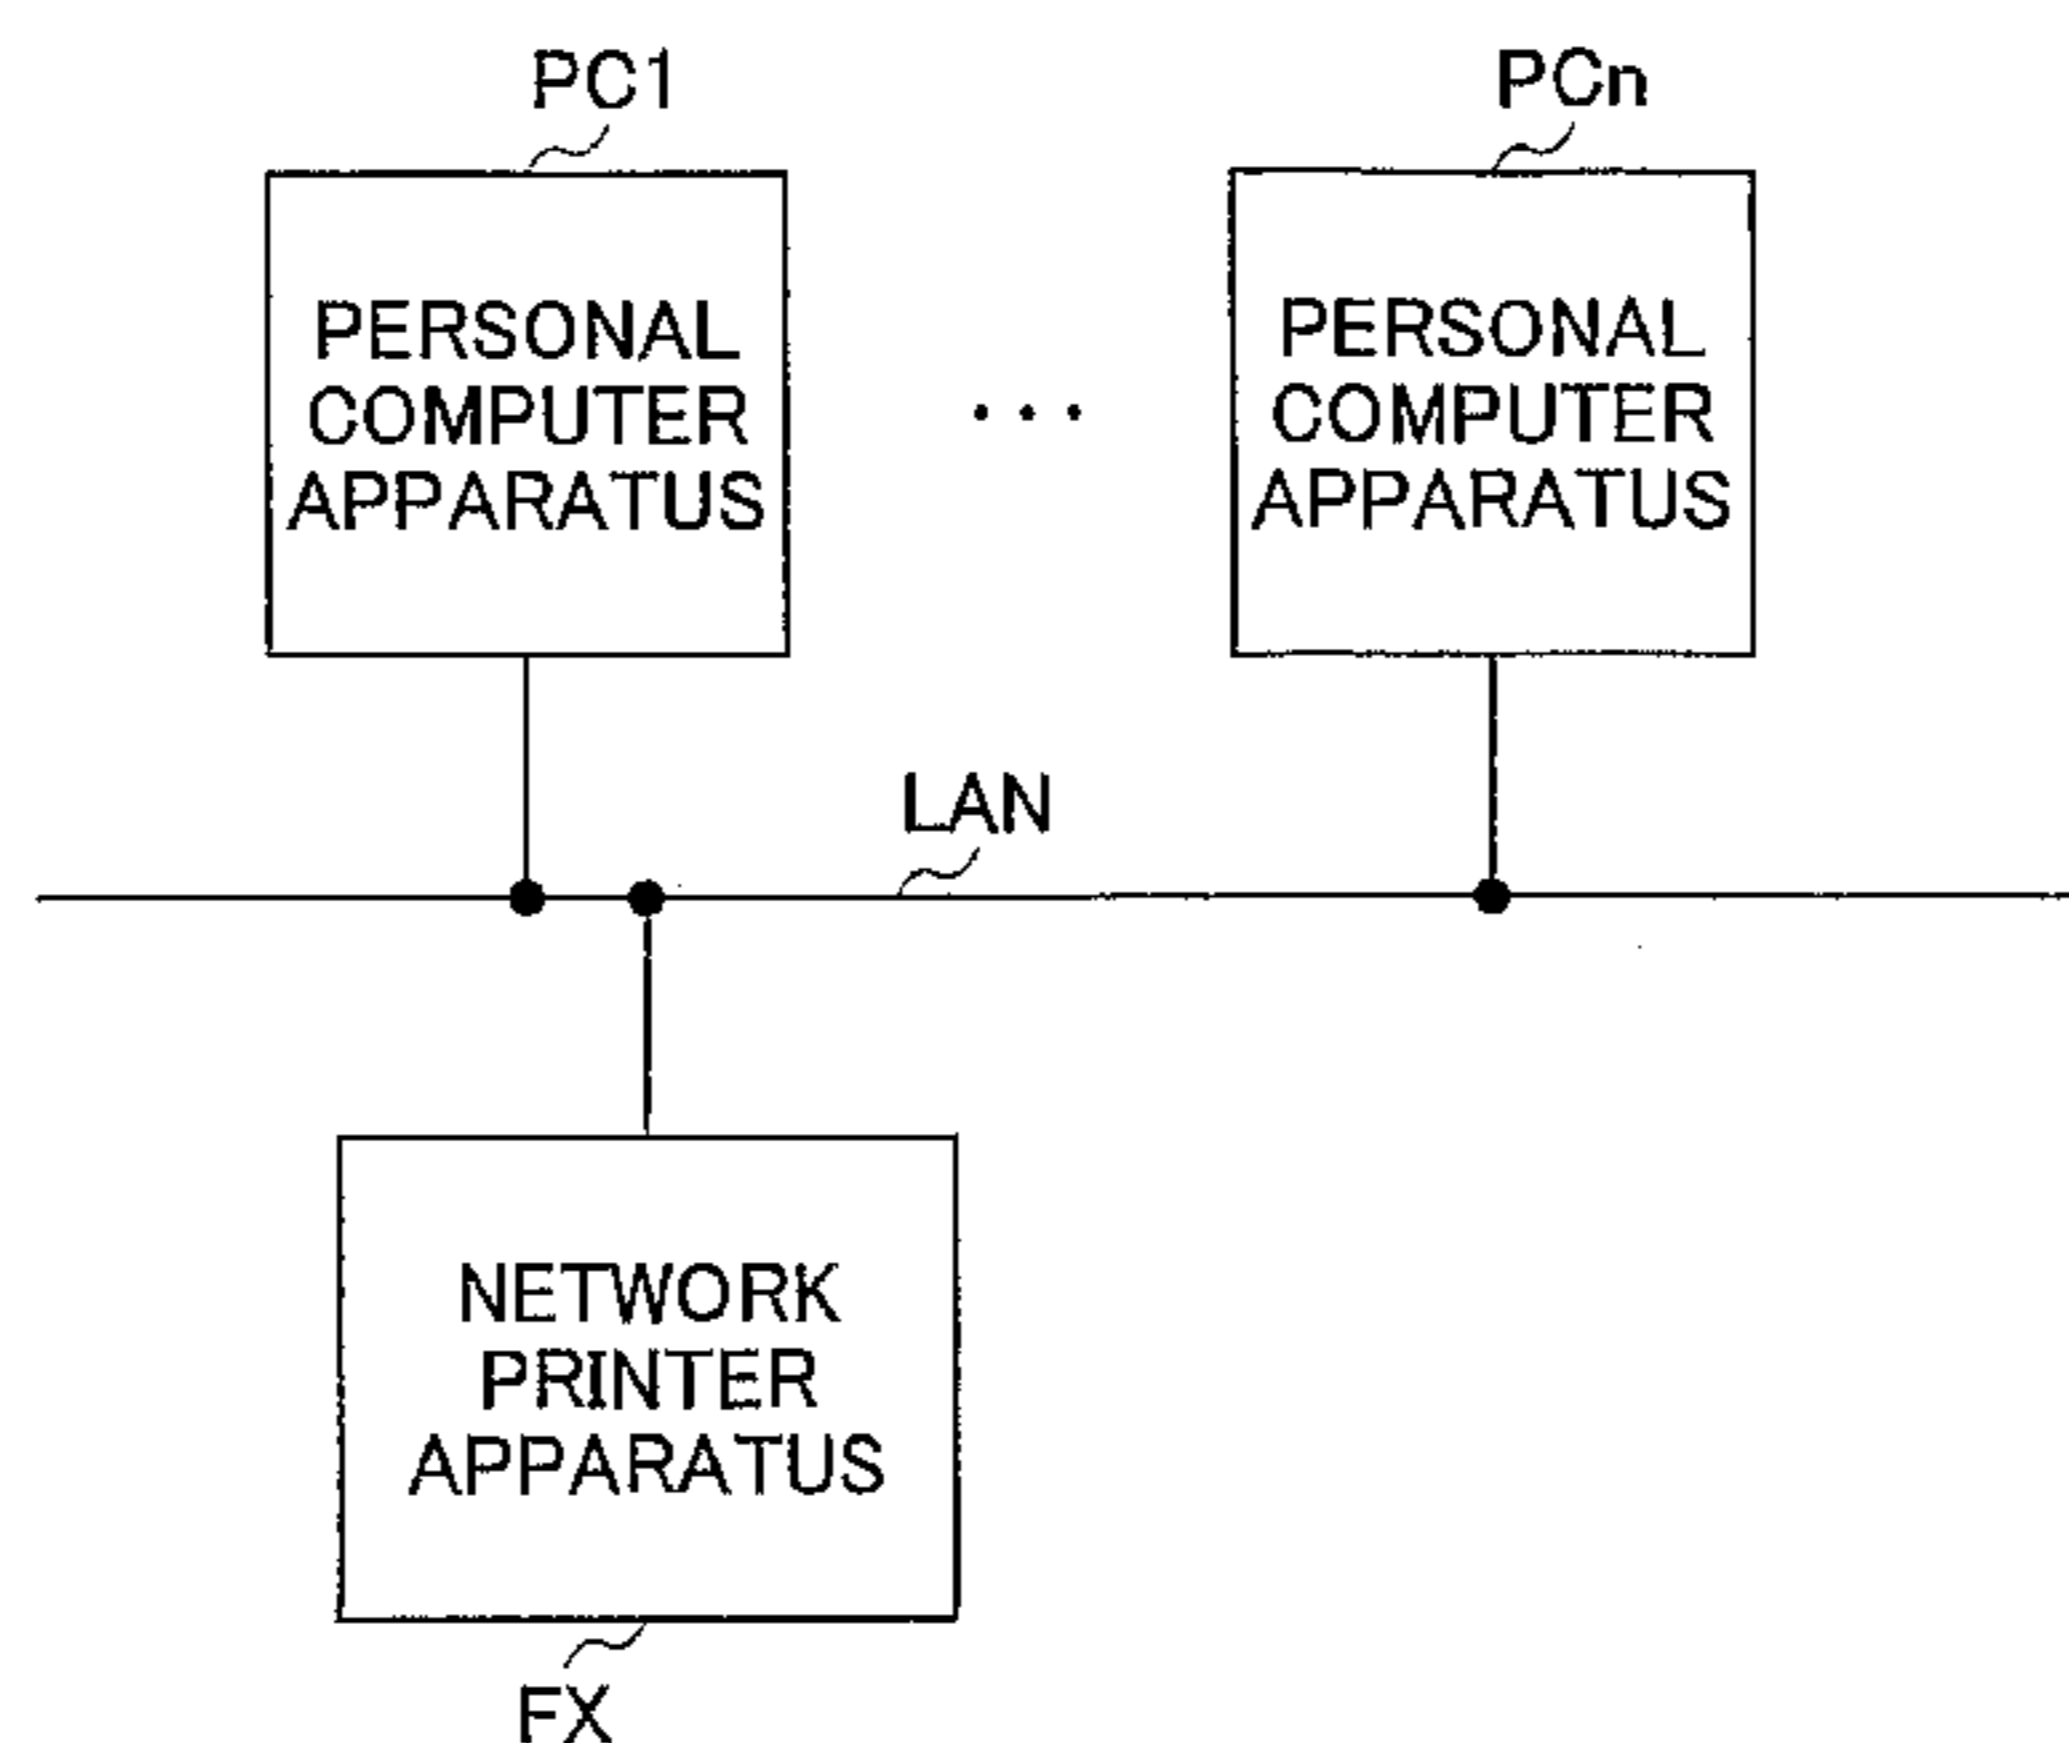 PC1
PCn
PERSONAL
COMPUTER
APPARATUS
...
PERSONAL
COMPUTER
APPARATUS
LAN
NETWORK
PRINTER
APPARATUS
FX